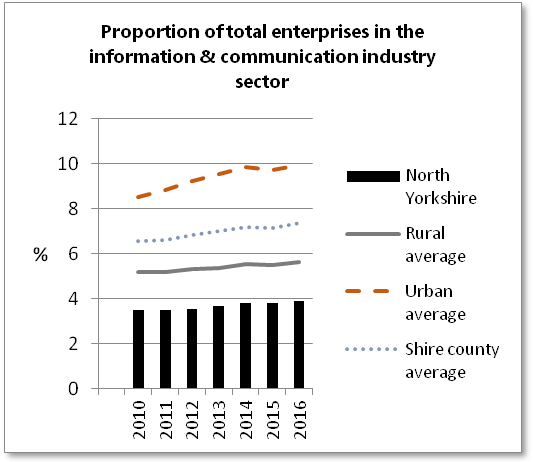 Proportion of total enterprises in the
information & communication industry
sector
12
10
8
6
4
2
0
%
2010
2011
2012
2013
2014
2015
2016
North
Yorkshire
Rural
average
Urban
average
Shire county
average